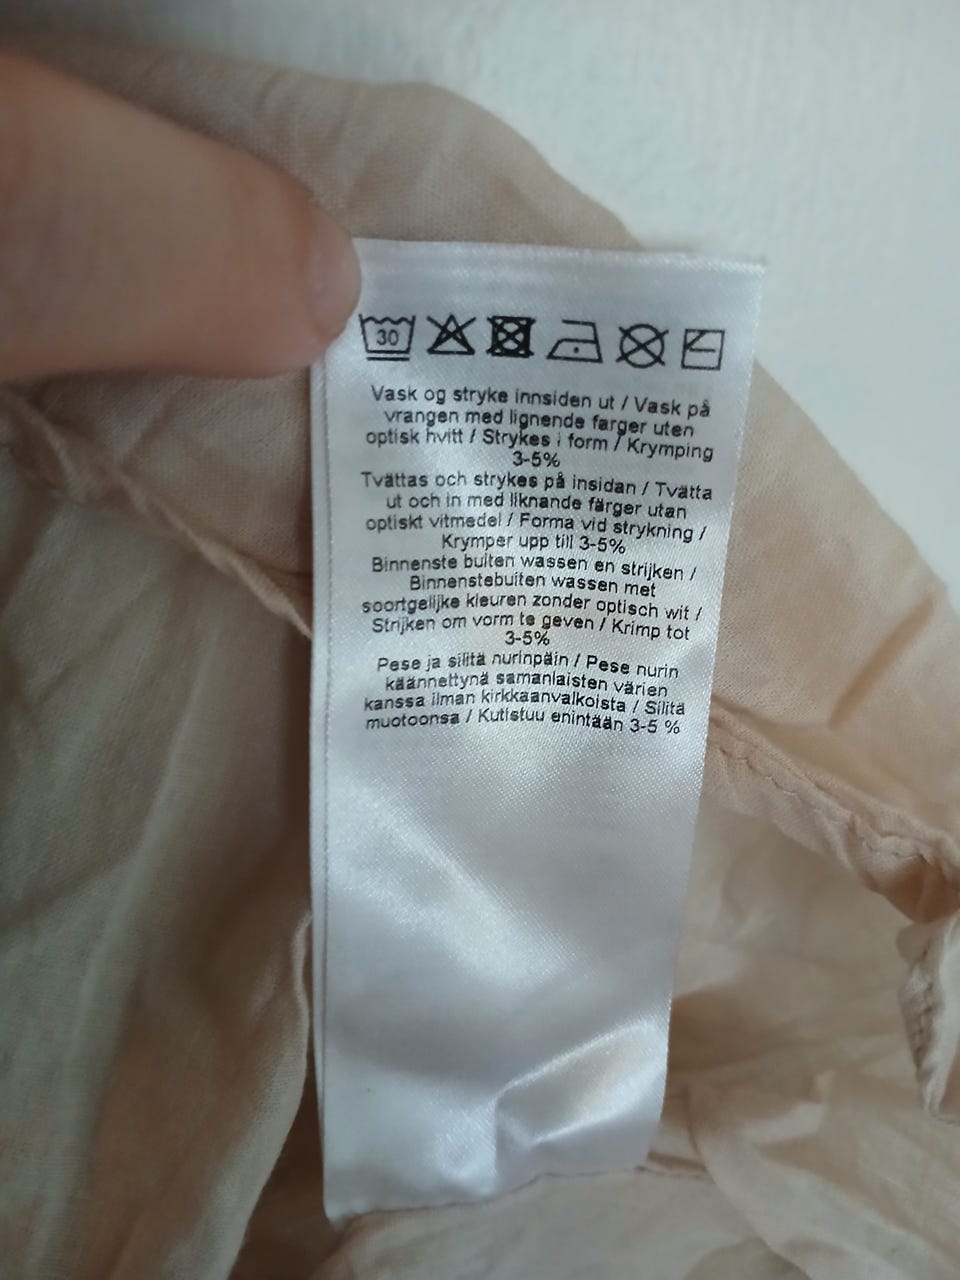 30
Vask og stryke innsiden ut / Vask på
vrangen med lignende farger uten
optisk hvitt / Strykes i form / Krymping
3-5%
Tvättas och strykes på insidan / Tvätta
ut och in med liknande färger utan
optiskt vitmedel / Forma vid strykning /
Krymper upp till 3-5%
Binnenste buiten wassen en strijken /
Binnenstebuiten wassen met
soortgelijke kleuren zonder optisch wit /
Strijken om vorm te geven / Krimp tot
3-5%
Pese ja silitä nurinpäin / Pese nurin
käännettynä samanlaisten värien
kanssa ilman kirkkaanvalkoista / Silitä
muotoonsa / Kutistuu enintään 3-5 %